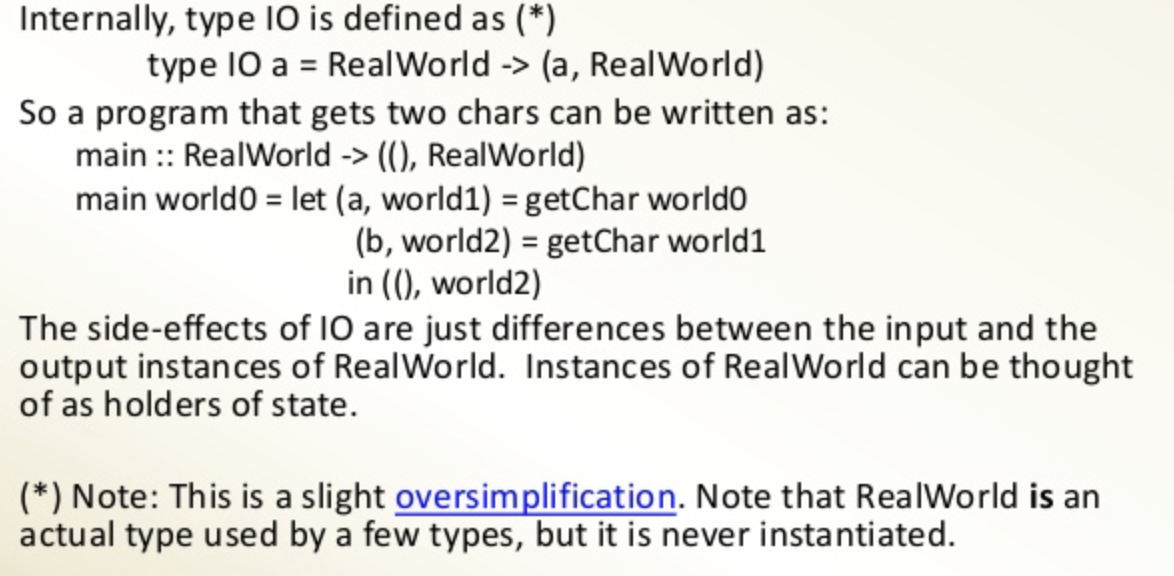 Internally, type IO is defined as (*)
type IO a = RealWorld -> (a, RealWorld)
So a program that gets two chars can be written as:
main :: RealWorld -> ((), RealWorld)
main world0 = let (a, world1) = getChar world0
(b, world2) = getChar world1
in ((), world2)
The side-effects of IO are just differences between the input and the
output instances of RealWorld.  Instances of RealWorld can be thought
of as holders of state.
(*) Note: This is a slight oversimplification. Note that RealWorld is an
actual type used by a few types, but it is never instantiated.